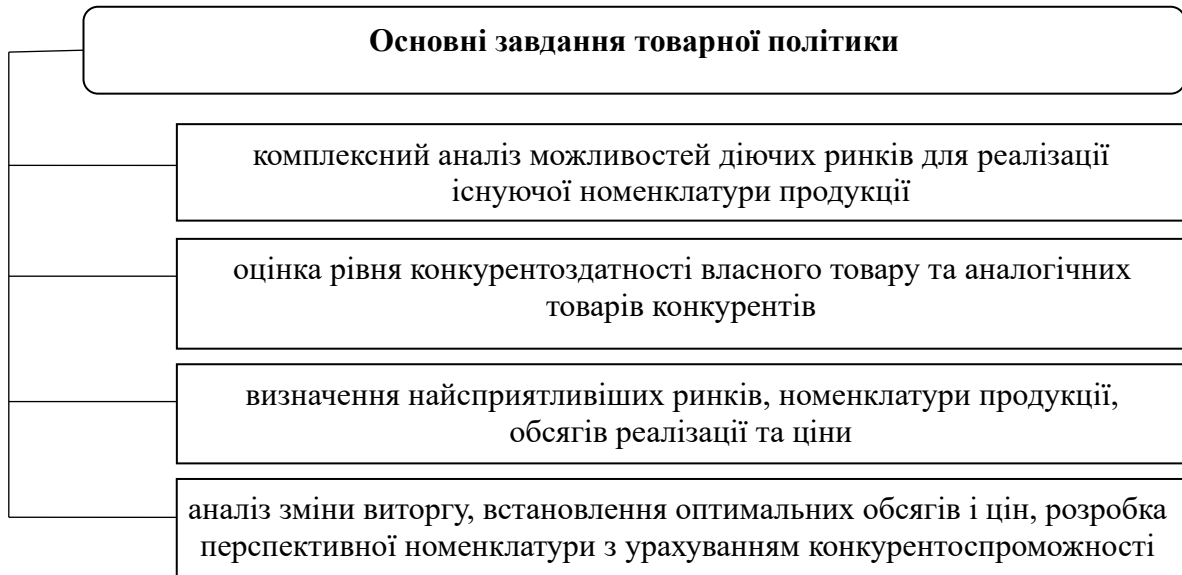 Основні завдання товарної політики
комплексний аналіз можливостей діючих ринків для реалізації
існуючої номенклатури продукції
оцінка рівня конкурентоздатності власного товару та аналогічних
товарів конкурентів
визначення найсприятливіших ринків, номенклатури продукції,
обсягів реалізації та ціни
аналіз зміни виторгу, встановлення оптимальних обсягів і цін, розробка
перспективної номенклатури з урахуванням конкурентоспроможності